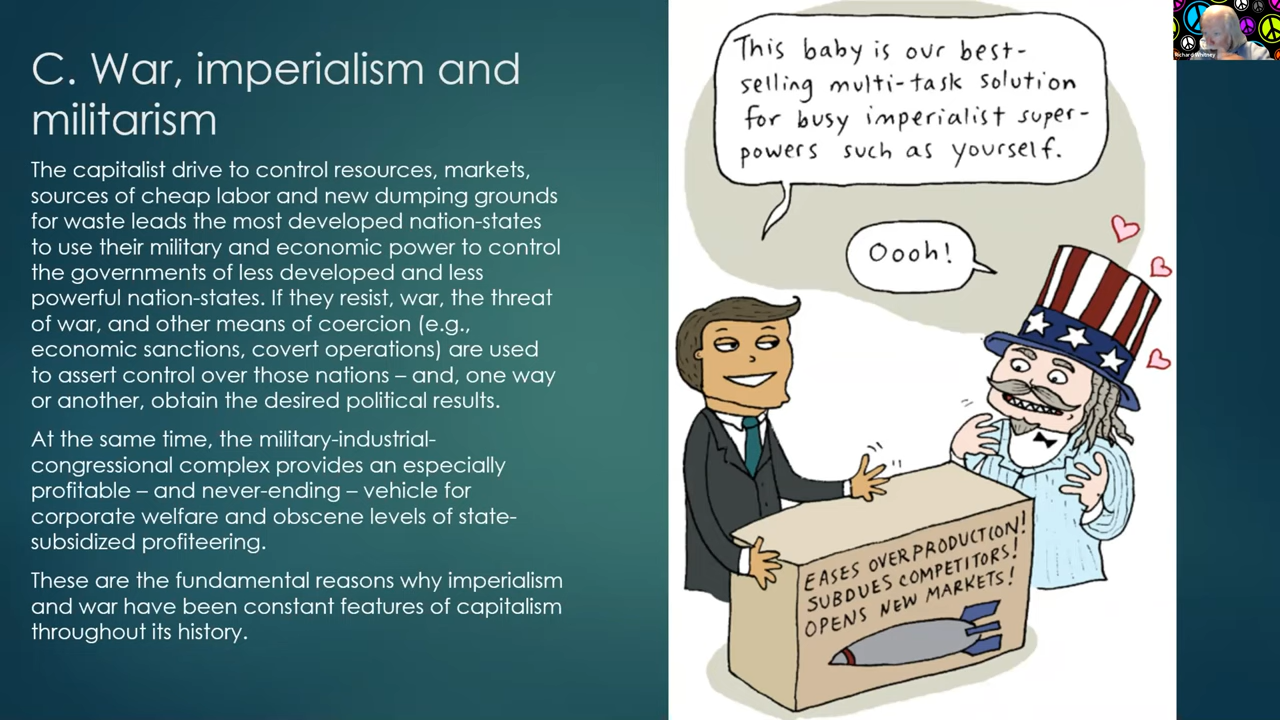 C. War, imperialism and
militarism
The capitalist drive to control resources, markets,
sources of cheap labor and new dumping grounds
for waste leads the most developed nation-states
to use their military and economic power to control
the governments of less developed and less
powerful nation-states. If they resist, war, the threat
of war, and other means of coercion (e.g.,
economic sanctions, covert operations) are used
to assert control over those nations – and, one way
or another, obtain the desired political results.
At the same time, the military-industrial-
congressional complex provides an especially
profitable – and never-ending – vehicle for
corporate welfare and obscene levels of state-
subsidized profiteering.
These are the fundamental reasons why imperialism
and war have been constant features of capitalism
throughout its history.
This baby is our best-
selling multi-task solution
for busy imperialist super-
powers such as yourself.
Oooh!
EASES OVERPRODUCTION!
SUBDUES COMPETITORS!
OPENS NEW MARKETS!
Richard Whitney